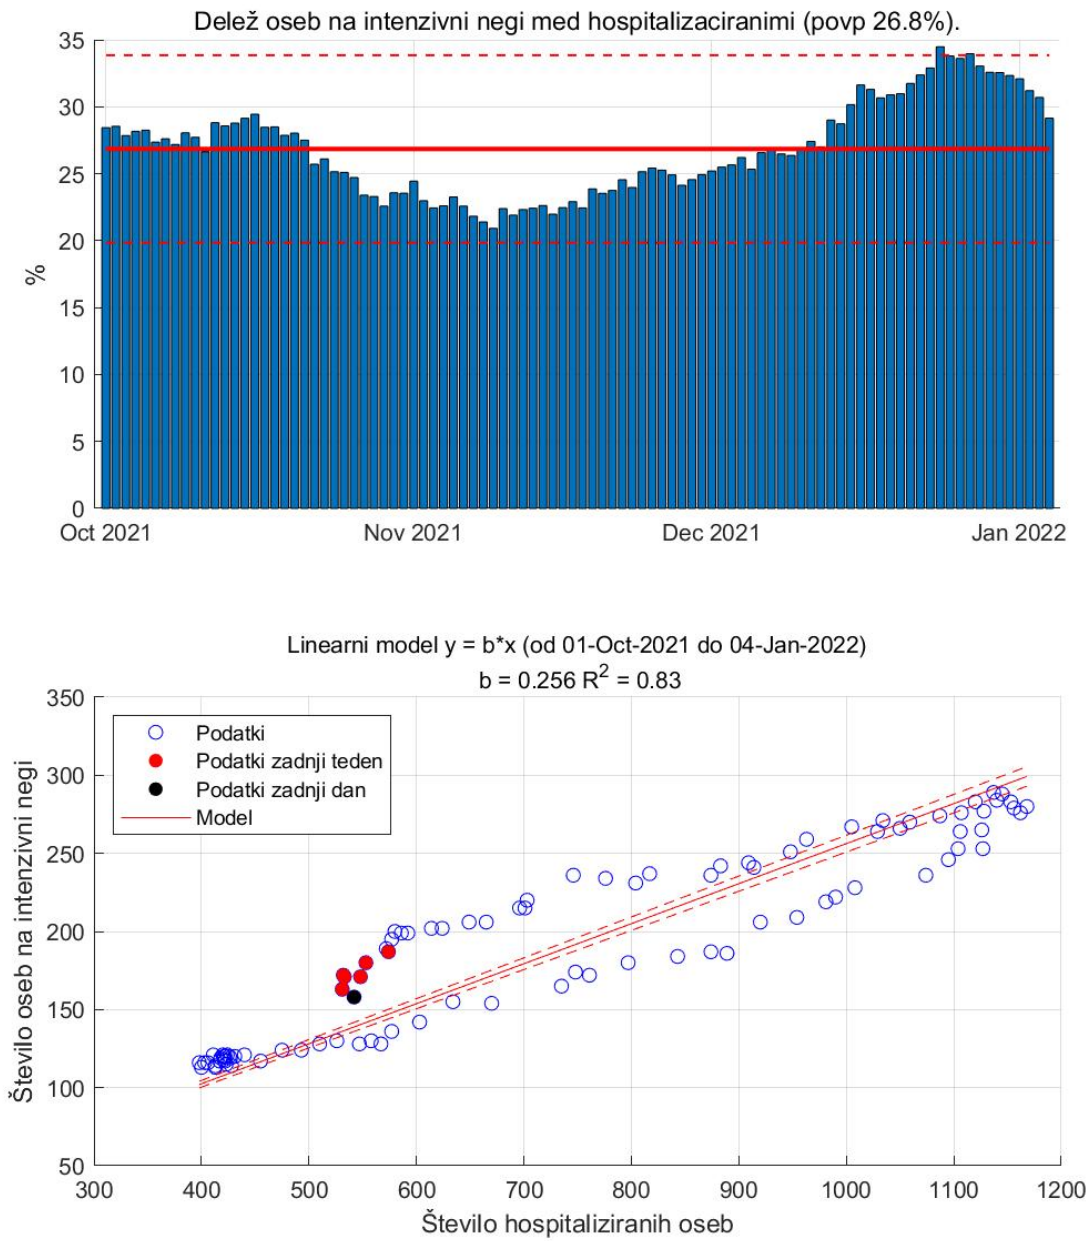 Delež oseb na intenzivni negi med hospitalizaciranimi (povp 26.8%).
35
30
25
20
15
10
5
0
%
Oct 2021 Nov 2021 Dec 2021 Jan 2022
Linearni model y = b*x (od 01-Oct-2021 do 04-Jan-2022)
b = 0.256 R² = 0.83
350
300
250
200
150
100
50
Število oseb na intenzivni negi
Podatki
Podatki zadnji teden
Podatki zadnji dan
Model
300 400 500 600 700 800 900 1000 1100 1200
Število hospitaliziranih oseb